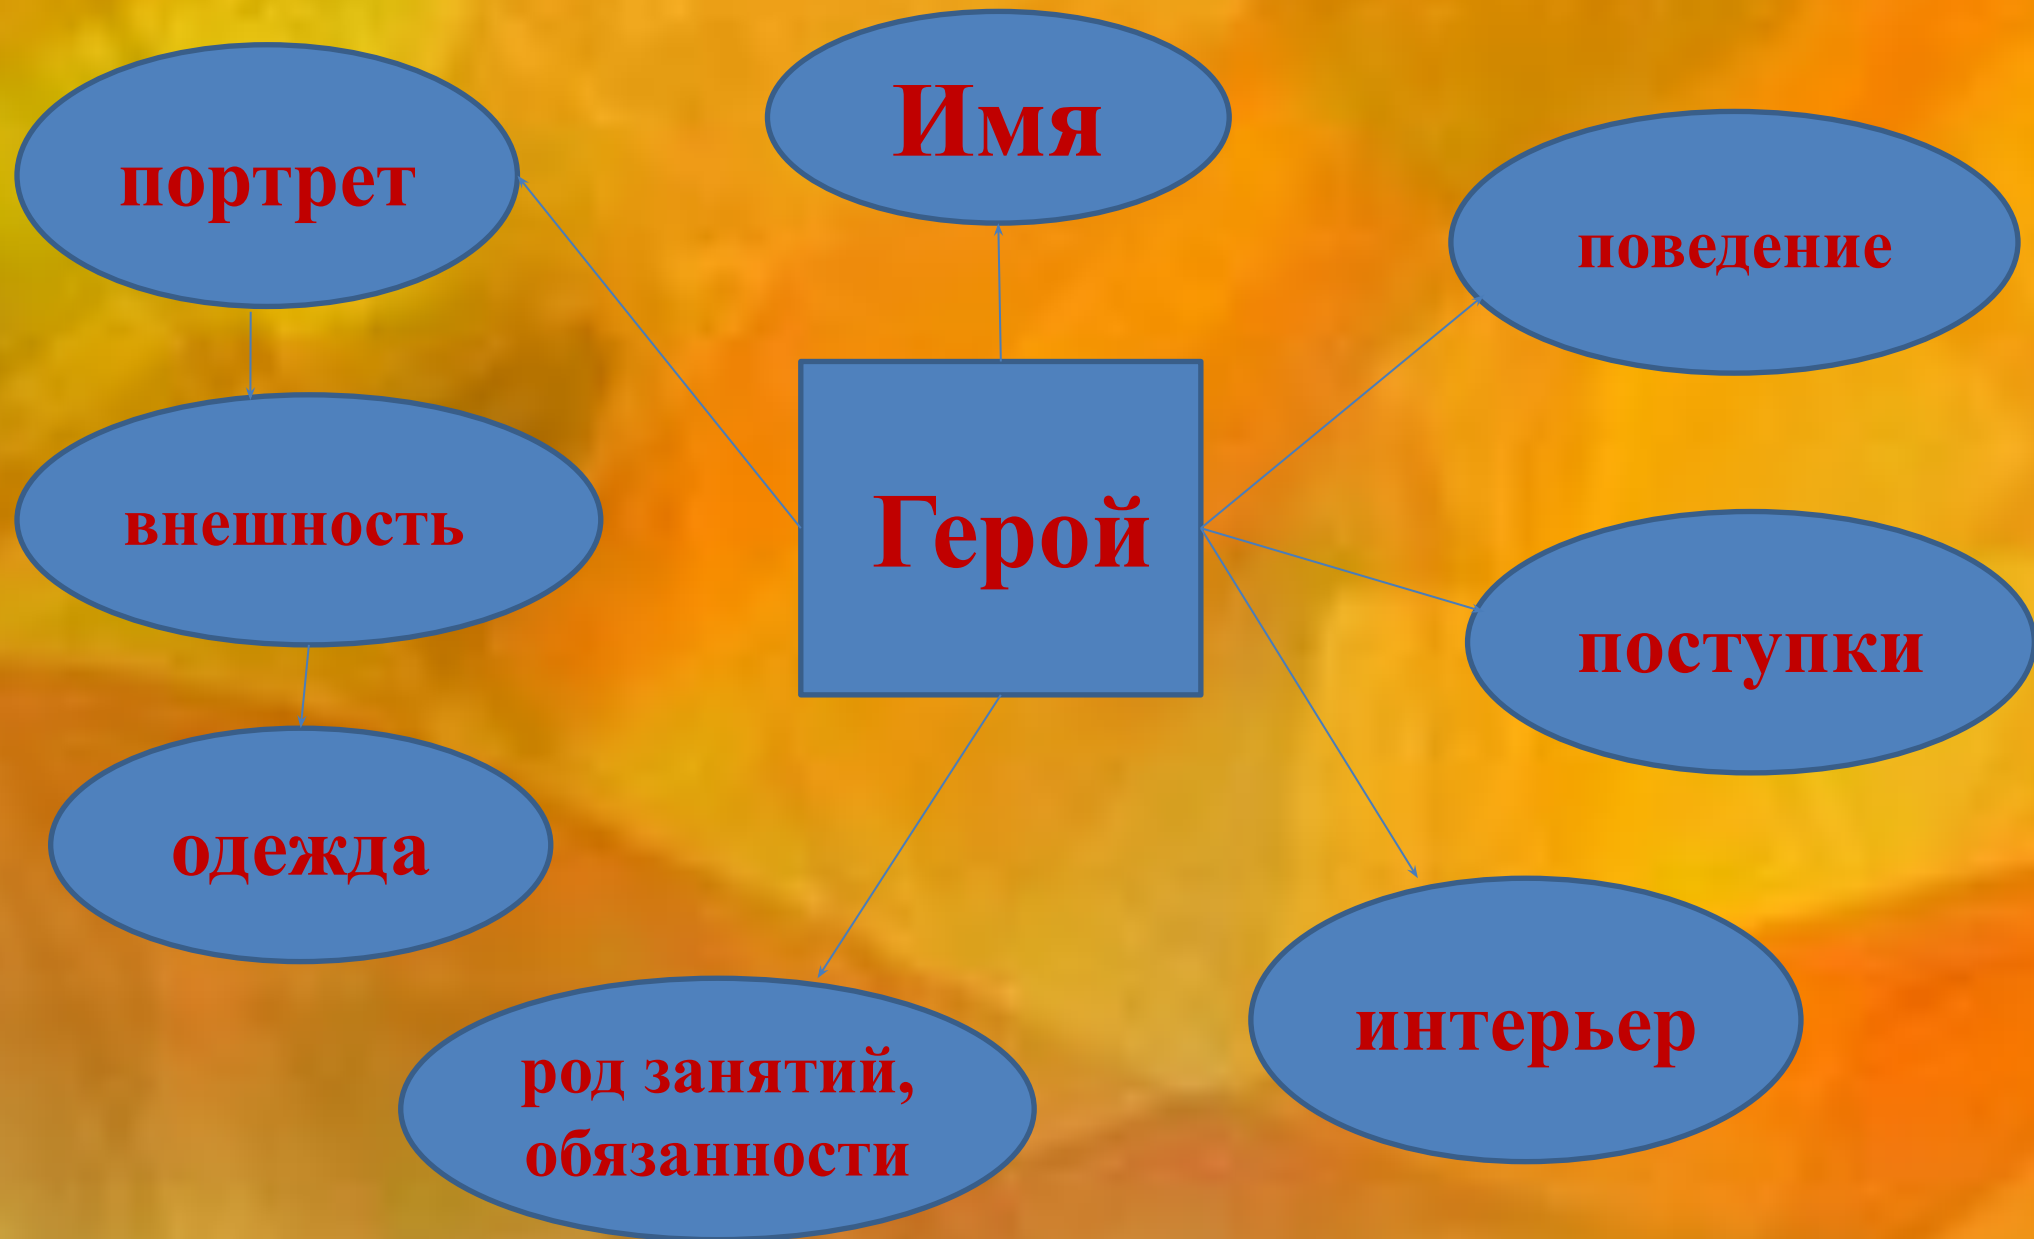 Имя
портрет
поведение
внешность
Герой
поступки
одежда
интерьер
род занятий,
обязанности